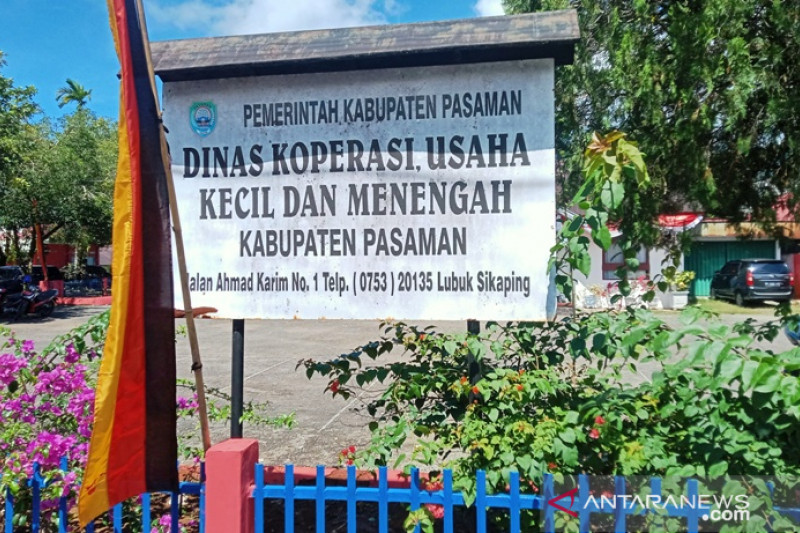 PEMERINTAH KABUPATEN PASAMAN
DINAS KOPERASI, USAHA
KECIL DAN MENENGAH
KABUPATEN PASAMAN
Jalan Ahmad Karim No. 1 Telp. ( 0753 ) 20135 Lubuk Sikaping
ANTARANEWS
.com